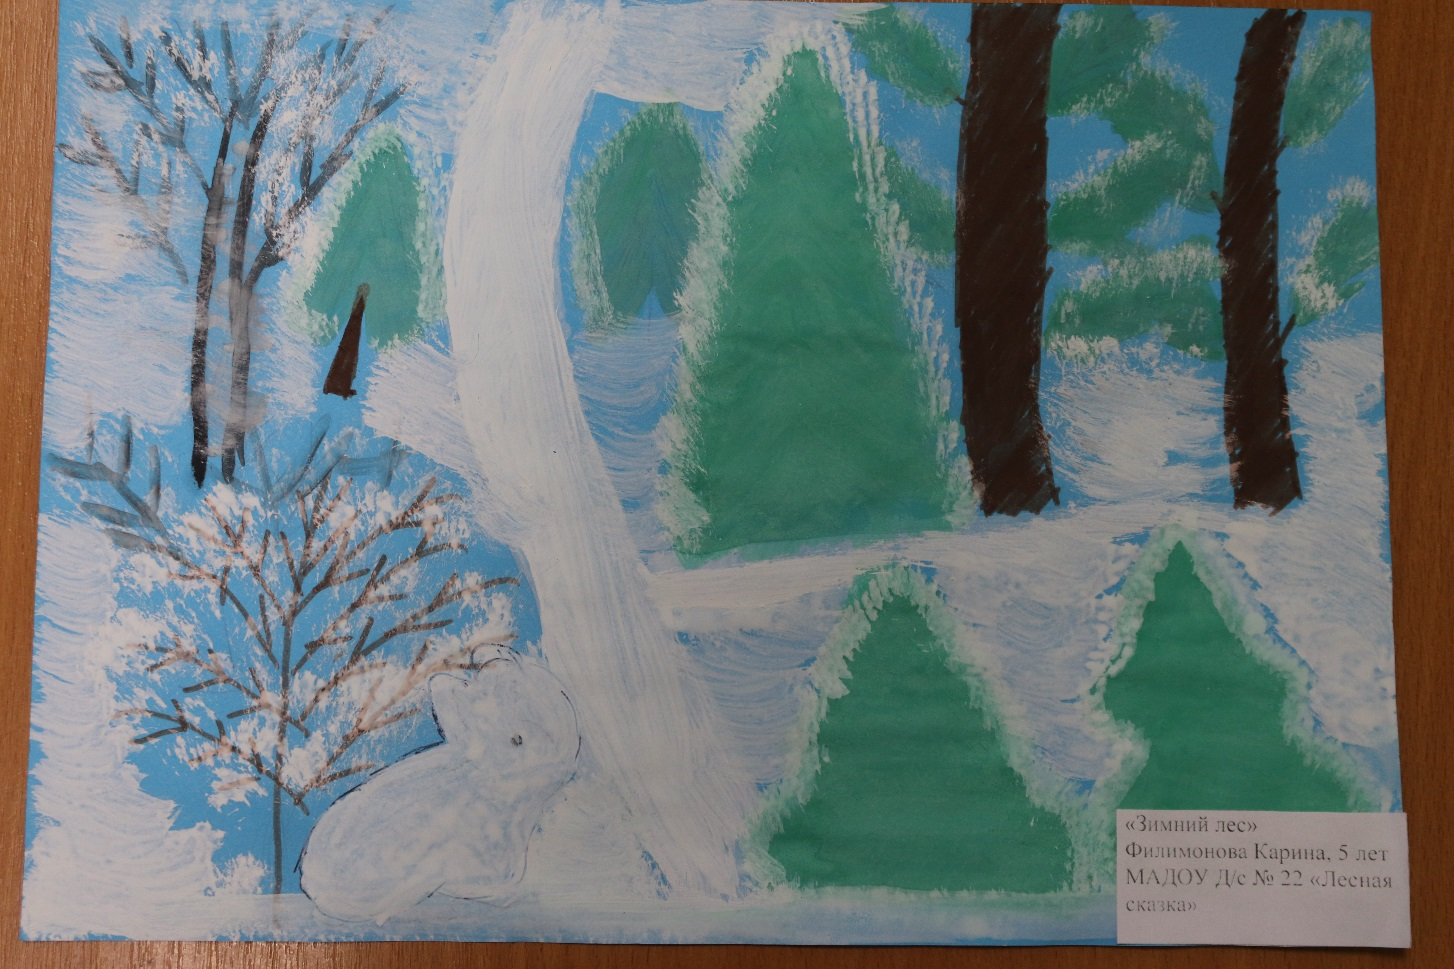 «Зимний лес»
Филимонова Карина, 5 лет
МАДОУ Д/с № 22 «Лесная
сказка»